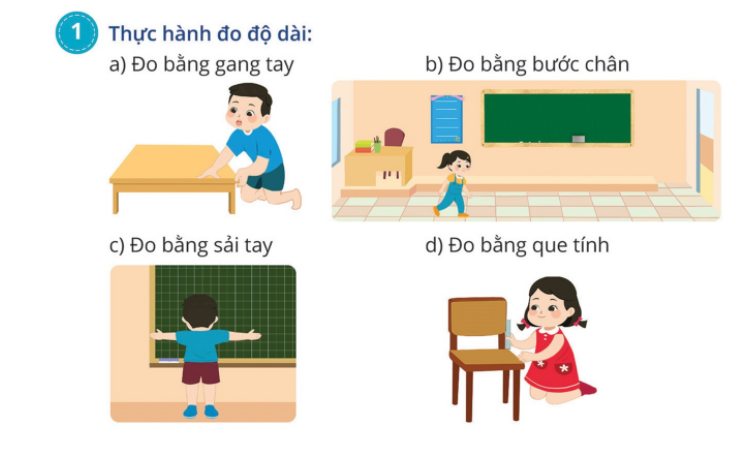 1 Thực hành đo độ dài:
a) Đo bằng gang tay
b) Đo bằng bước chân
c) Đo bằng sải tay
d) Đo bằng que tính